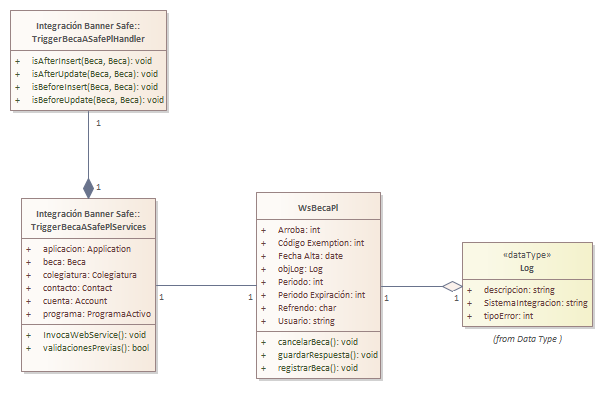 Integración Banner Safe::
TriggerBecaASafePlHandler
+ isAfterInsert(Beca, Beca): void
+ isAfterUpdate(Beca, Beca): void
+ isBeforeInsert(Beca, Beca): void
+ isBeforeUpdate(Beca, Beca): void
1
1
Integración Banner Safe::
TriggerBecaASafePlServices
+ aplicacion: Application
+ beca: Beca
+ colegiatura: Colegiatura
+ contacto: Contact
+ cuenta: Account
+ programa: ProgramaActivo
+ InvocaWebService(): void
+ validacionesPrevias(): bool
1
1
WsBecaPl
+ Arroba: int
+ Código Exemption: int
+ Fecha Alta: date
+ objLog: Log
+ Periodo: int
+ Periodo Expiración: int
+ Refrendo: char
+ Usuario: string
+ cancelarBeca(): void
+ guardarRespuesta(): void
+ registrarBeca(): void
1
1
«dataType»
Log
+ descripcion: string
+ SistemaIntegracion: string
+ tipoError: int
(from Data Type )